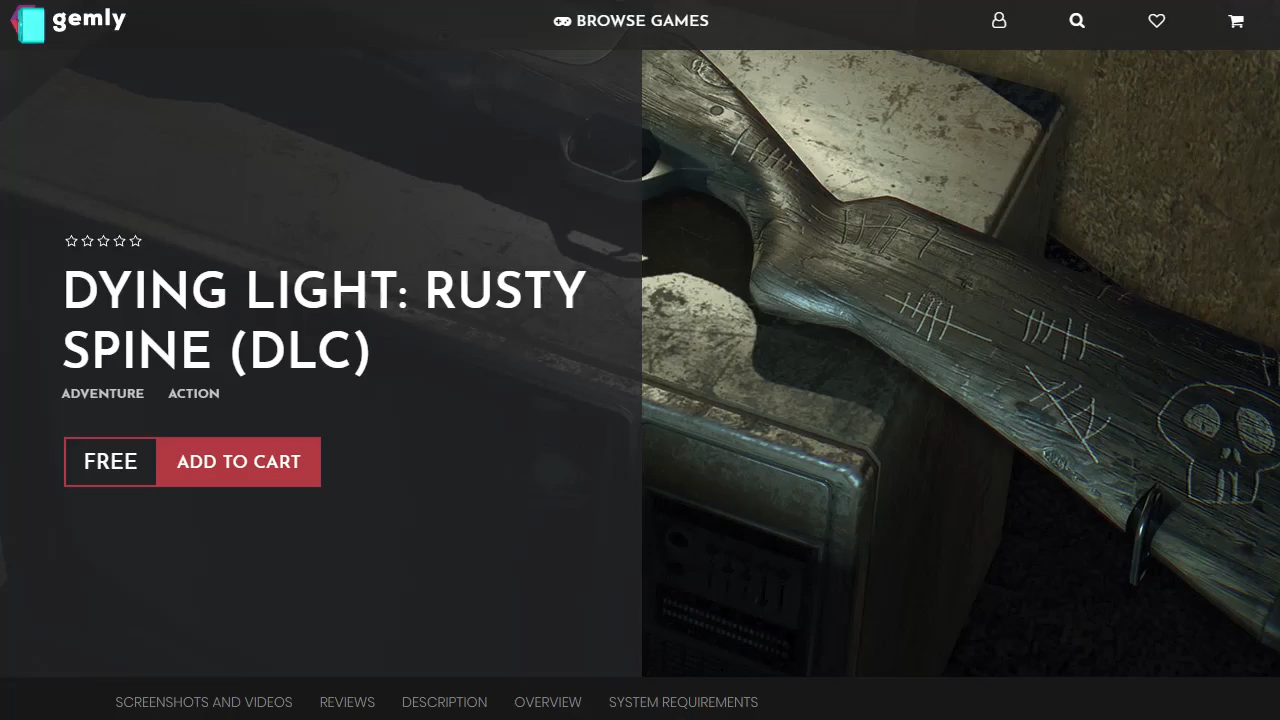 gemly
BROWSE GAMES
DYING LIGHT: RUSTY
SPINE (DLC)
ADVENTURE ACTION
FREE ADD TO CART
SCREENSHOTS AND VIDEOS REVIEWS DESCRIPTION OVERVIEW SYSTEM REQUIREMENTS